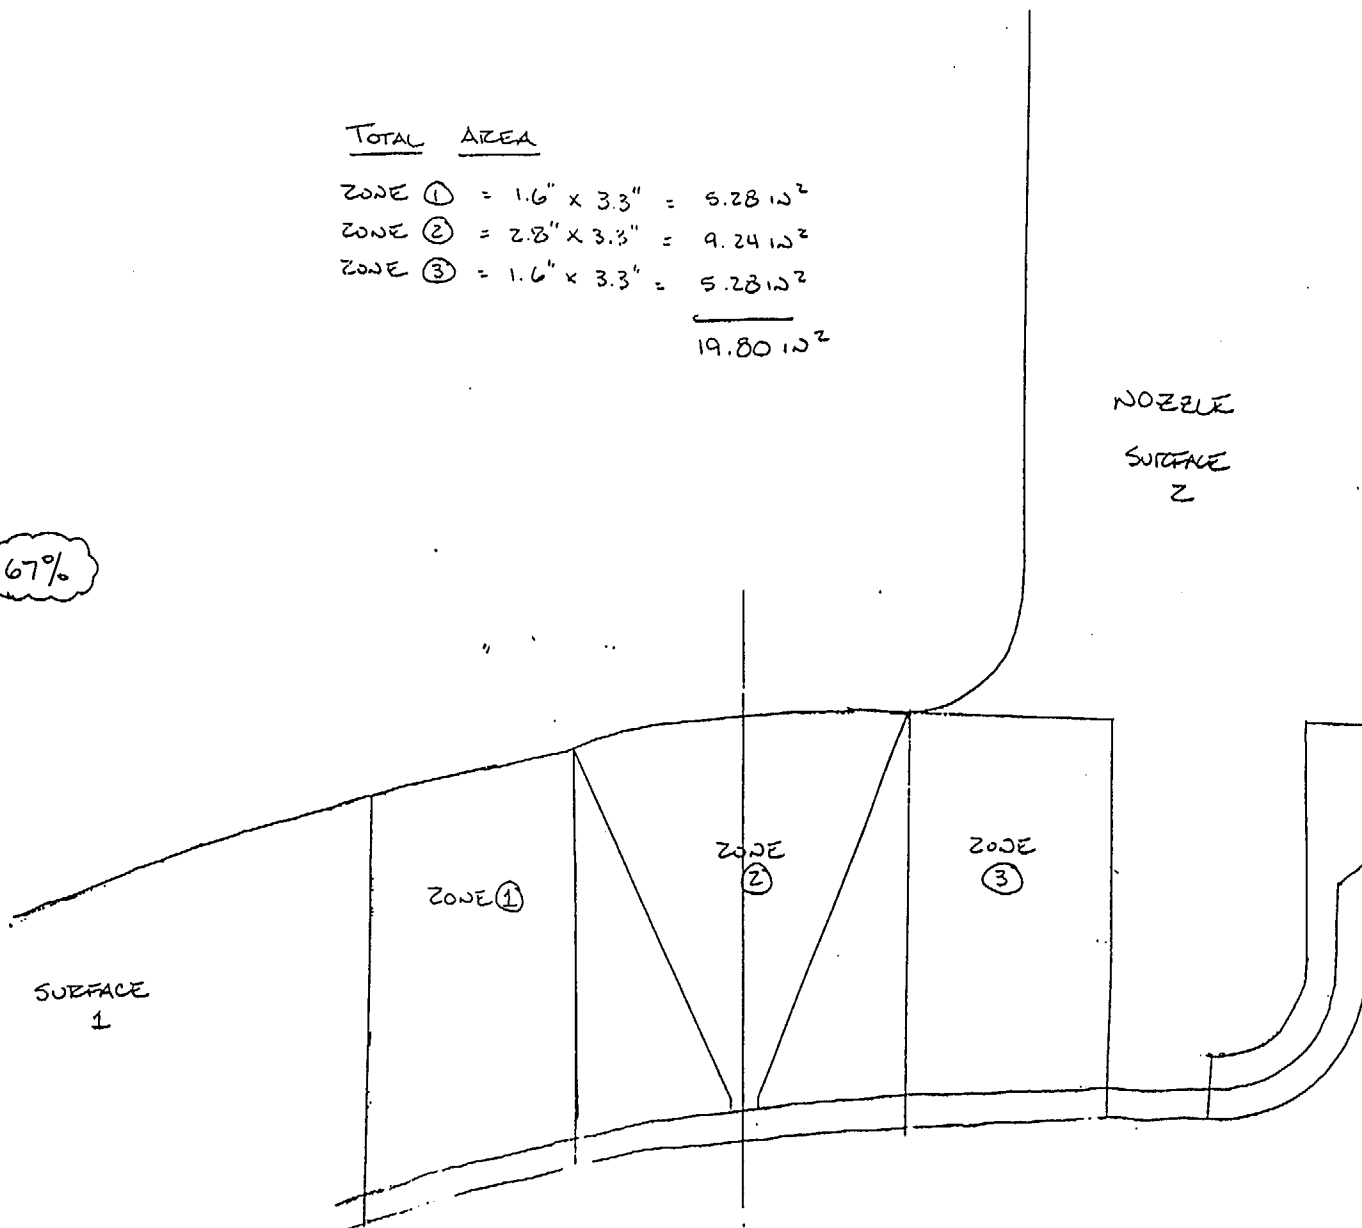 TOTAL AREA
ZONE ① = 1.6" x 3.3" = 5.28 IN²
ZONE ② = 2.8" x 3.3" = 9.24 IN²
ZONE ③ = 1.6" x 3.3" = 5.28 IN²
19.80 IN²
NOZZLE
SURFACE
2
67%
ZONE
②
ZONE
③
ZONE ①
SURFACE
1